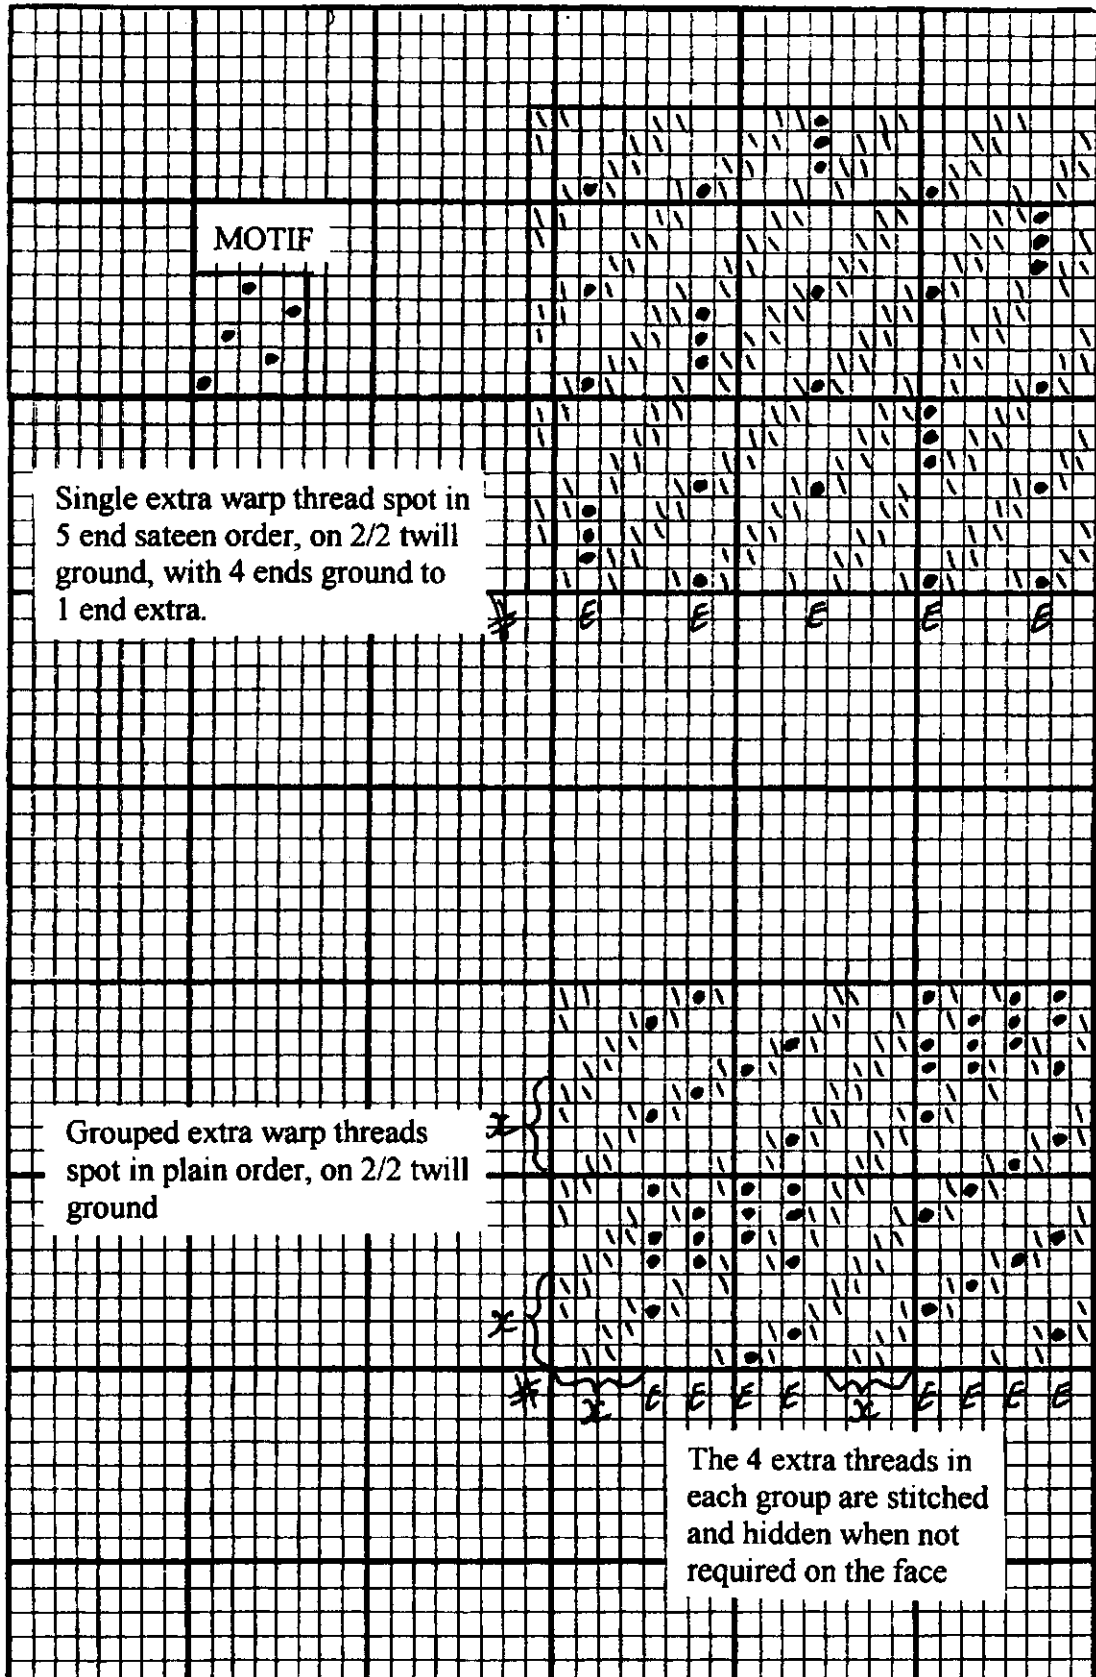 MOTIF
Single extra warp thread spot in
5 end sateen order, on 2/2 twill
ground, with 4 ends ground to
1 end extra.
# E E E E E
x
Grouped extra warp threads
spot in plain order, on 2/2 twill
ground
x
# x E E E E x E E E E
The 4 extra threads in
each group are stitched
and hidden when not
required on the face